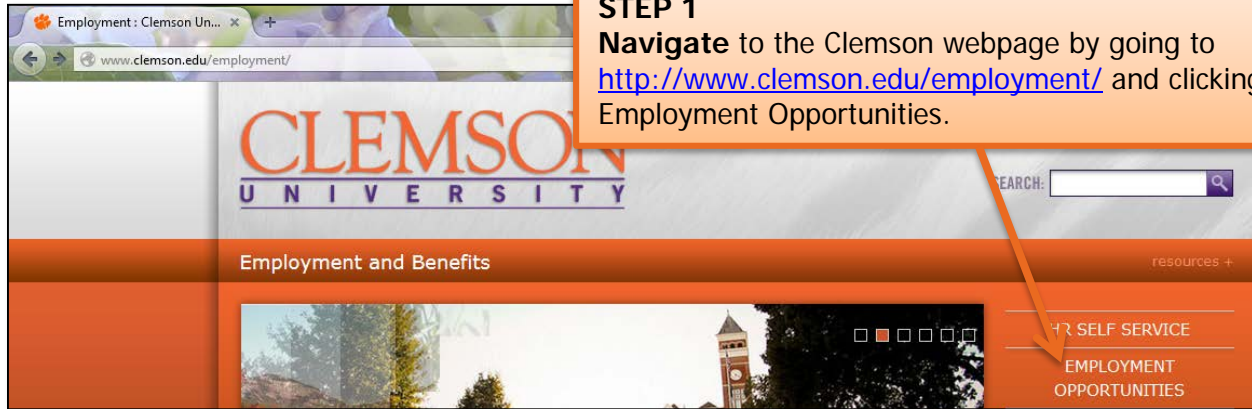 Employment : Clemson Un...
www.clemson.edu/employment/
STEP 1
Navigate to the Clemson webpage by going to
http://www.clemson.edu/employment/ and clicking
Employment Opportunities.
CLEMSON
UNIVERSITY
SEARCH:
Employment and Benefits
resources +
HR SELF SERVICE
EMPLOYMENT
OPPORTUNITIES